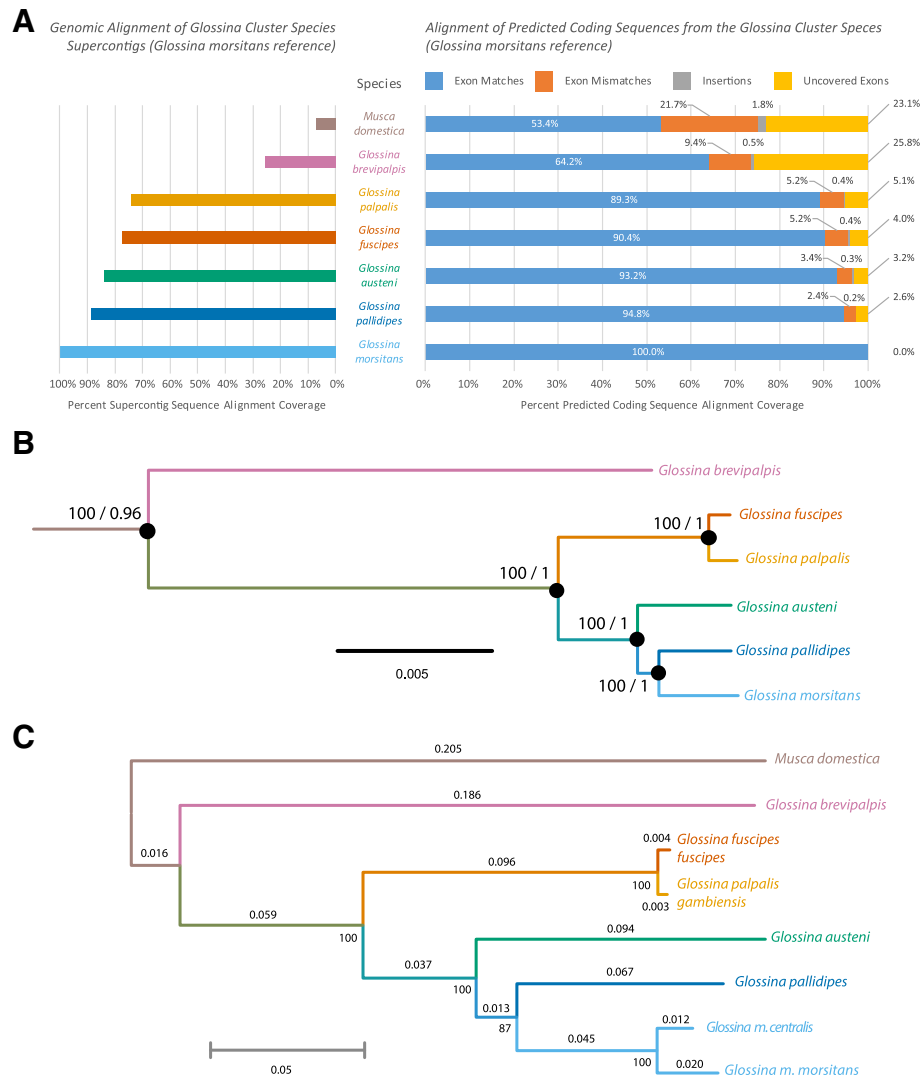 A
Genomic Alignment of Glossina Cluster Species
Supercontigs (Glossina morsitans reference)
Alignment of Predicted Coding Sequences from the Glossina Cluster Speces
(Glossina morsitans reference)
Species
Exon Matches
Exon Mismatches
Insertions
Uncovered Exons
Musca
domestica
53.4%
21.7%
1.8%
23.1%
Glossina
brevipalpis
64.2%
9.4%
0.5%
25.8%
Glossina
palpalis
89.3%
5.2%
0.4%
5.1%
Glossina
fuscipes
90.4%
5.2%
0.4%
4.0%
Glossina
austeni
93.2%
3.4%
0.3%
3.2%
Glossina
pallidipes
94.8%
2.4%
0.2%
2.6%
Glossina
morsitans
100.0%
0.0%
100% 90% 80% 70% 60% 50% 40% 30% 20% 10% 0%
0% 10% 20% 30% 40% 50% 60% 70% 80% 90% 100%
Percent Supercontig Sequence Alignment Coverage
Percent Predicted Coding Sequence Alignment Coverage
B
Glossina brevipalpis
100 / 0.96
Glossina fuscipes
100 / 1
Glossina palpalis
100 / 1
Glossina austeni
100 / 1
Glossina pallidipes
100 / 1
Glossina morsitans
0.005
C
0.205
Musca domestica
0.186
Glossina brevipalpis
0.016
0.004
Glossina fuscipes
fuscipes
0.096
100
Glossina palpalis
gambiensis
0.003
0.059
100
0.094
Glossina austeni
0.037
100
0.067
Glossina pallidipes
0.013
87
0.012
Glossina m.centralis
0.045
100
0.020
Glossina m. morsitans
0.05